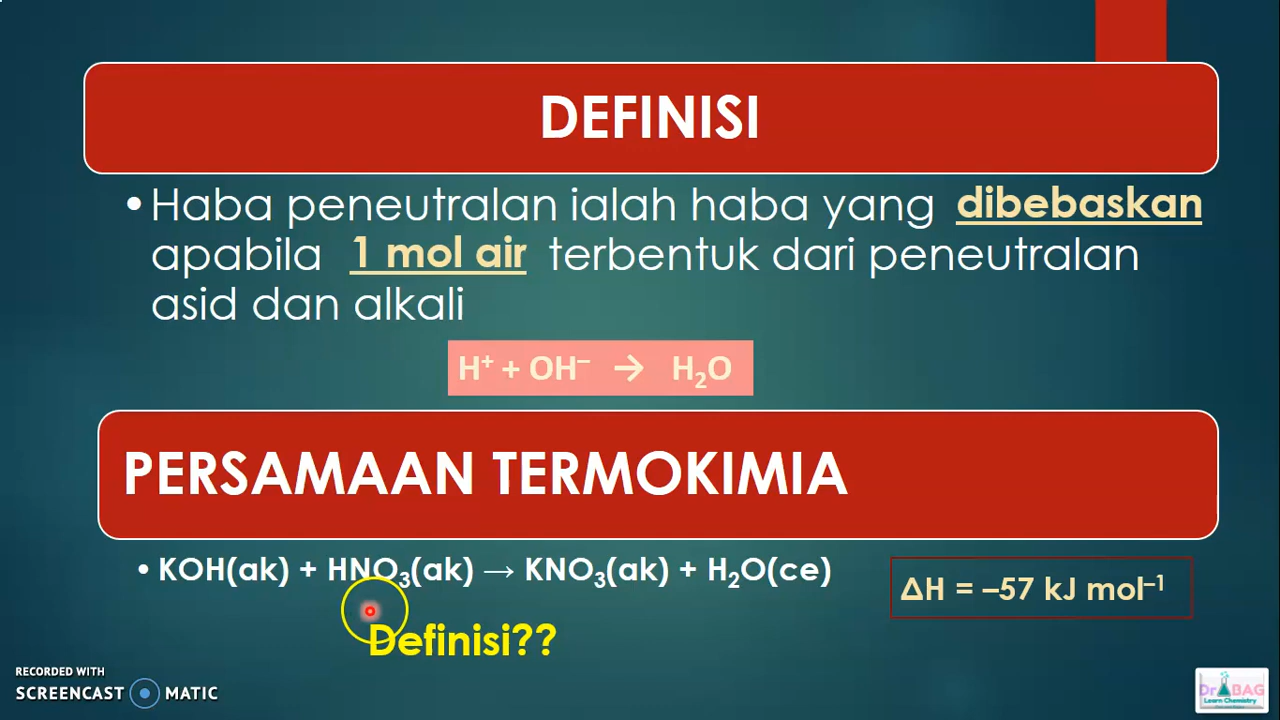 DEFINISI
•Haba peneutralan ialah haba yang dibebaskan
apabila 1 mol air terbentuk dari peneutralan
asid dan alkali
H⁺ + OH⁻ → H₂O
PERSAMAAN TERMOKIMIA
• KOH(ak) + HNO₃(ak) → KNO₃(ak) + H₂O(ce)
ΔH = –57 kJ mol⁻¹
Definisi??
RECORDED WITH
SCREENCAST MATIC
Dr BAG
Learn Chemistry